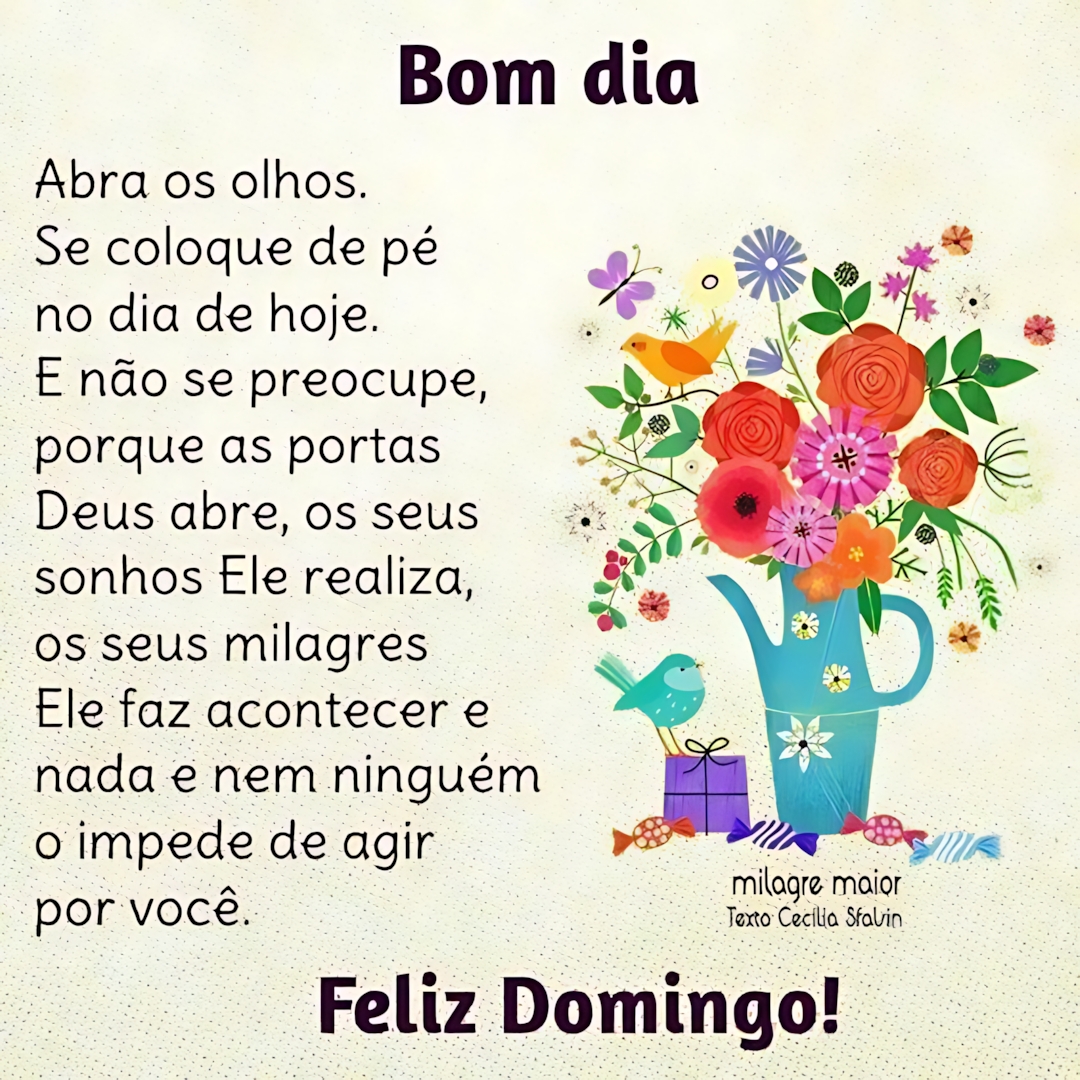 Bom dia
Abra os olhos.
Se coloque de pé
no dia de hoje.
E não se preocupe,
porque as portas
Deus abre, os seus
sonhos Ele realiza,
os seus milagres
Ele faz acontecer e
nada e nem ninguém
o impede de agir
por você.
milagre maior
Texto Cecília Sfalsin
Feliz Domingo!